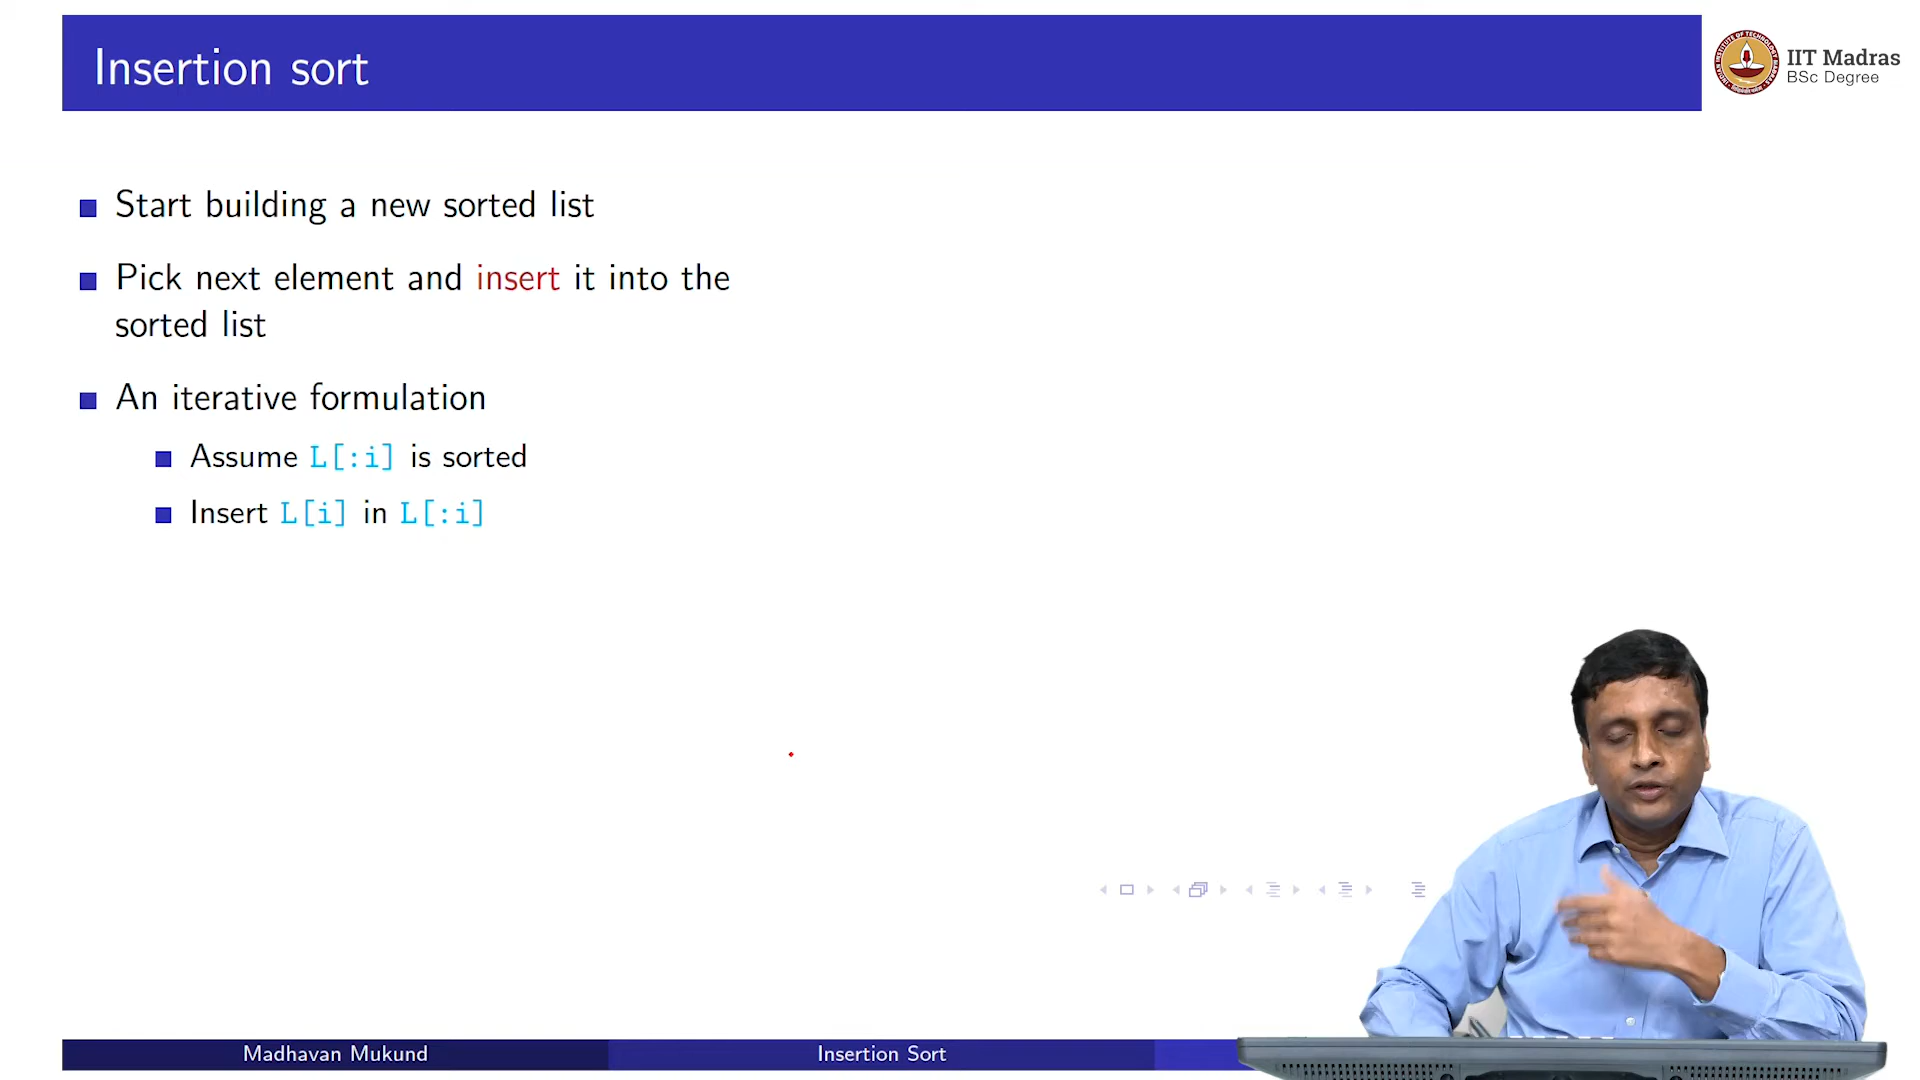 Insertion sort
IIT Madras
BSc Degree
Start building a new sorted list
Pick next element and insert it into the
sorted list
An iterative formulation
Assume L[:i] is sorted
Insert L[i] in L[:i]
Madhavan Mukund
Insertion Sort